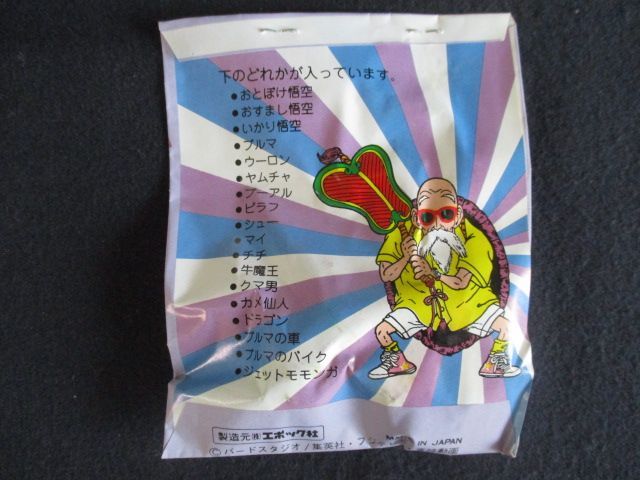 下のどれかが入っています。
●おとぼけ悟空
●おすまし悟空
●いかり悟空
●ブルマ
●ウーロン
●ヤムチャ
●プーアル
●ピラフ
●シュー
●マイ
●チチ
●牛魔王
●クマ男
●カメ仙人
●ドラゴン
●ブルマの車
●ブルマのバイク
●ジェットモモンガ
製造元㈱エポック社
IN JAPAN
©バードスタジオ/集英社・フジ